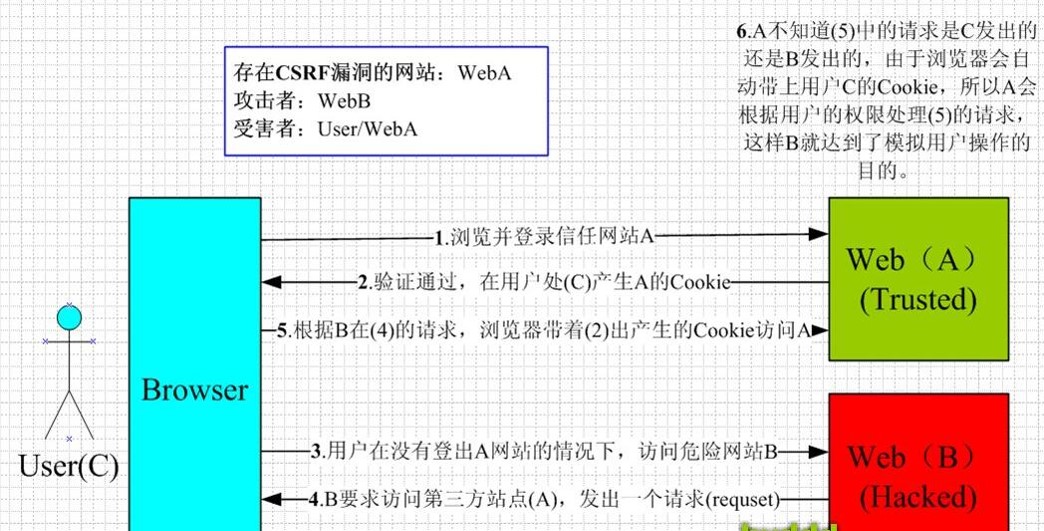 6.A不知道(5)中的请求是C发出的
还是B发出的，由于浏览器会自
动带上用户C的Cookie，所以A会
根据用户的权限处理(5)的请求，
这样B就达到了模拟用户操作的
目的。
存在CSRF漏洞的网站：WebA
攻击者：WebB
受害者：User/WebA
1.浏览并登录信任网站A
2.验证通过，在用户处(C)产生A的Cookie
5.根据B在(4)的请求，浏览器带着(2)出产生的Cookie访问A
3.用户在没有登出A网站的情况下，访问危险网站B
4.B要求访问第三方站点(A)，发出一个请求(requset)
Web（A）
(Trusted)
Browser
User(C)
Web（B）
(Hacked)